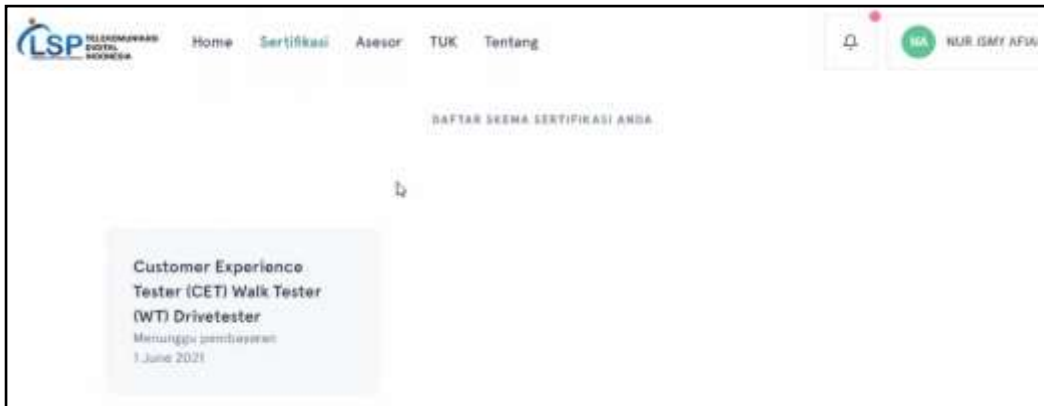 LSP TELEKOMUNIKASI
DIGITAL
INDONESIA
Home Sertifikasi Asesor TUK Tentang
NA NUR ISMY AFIA
DAFTAR SKEMA SERTIFIKASI ANDA
Customer Experience
Tester (CET) Walk Tester
(WT) Drivetester
Menunggu pembayaran
1 June 2021